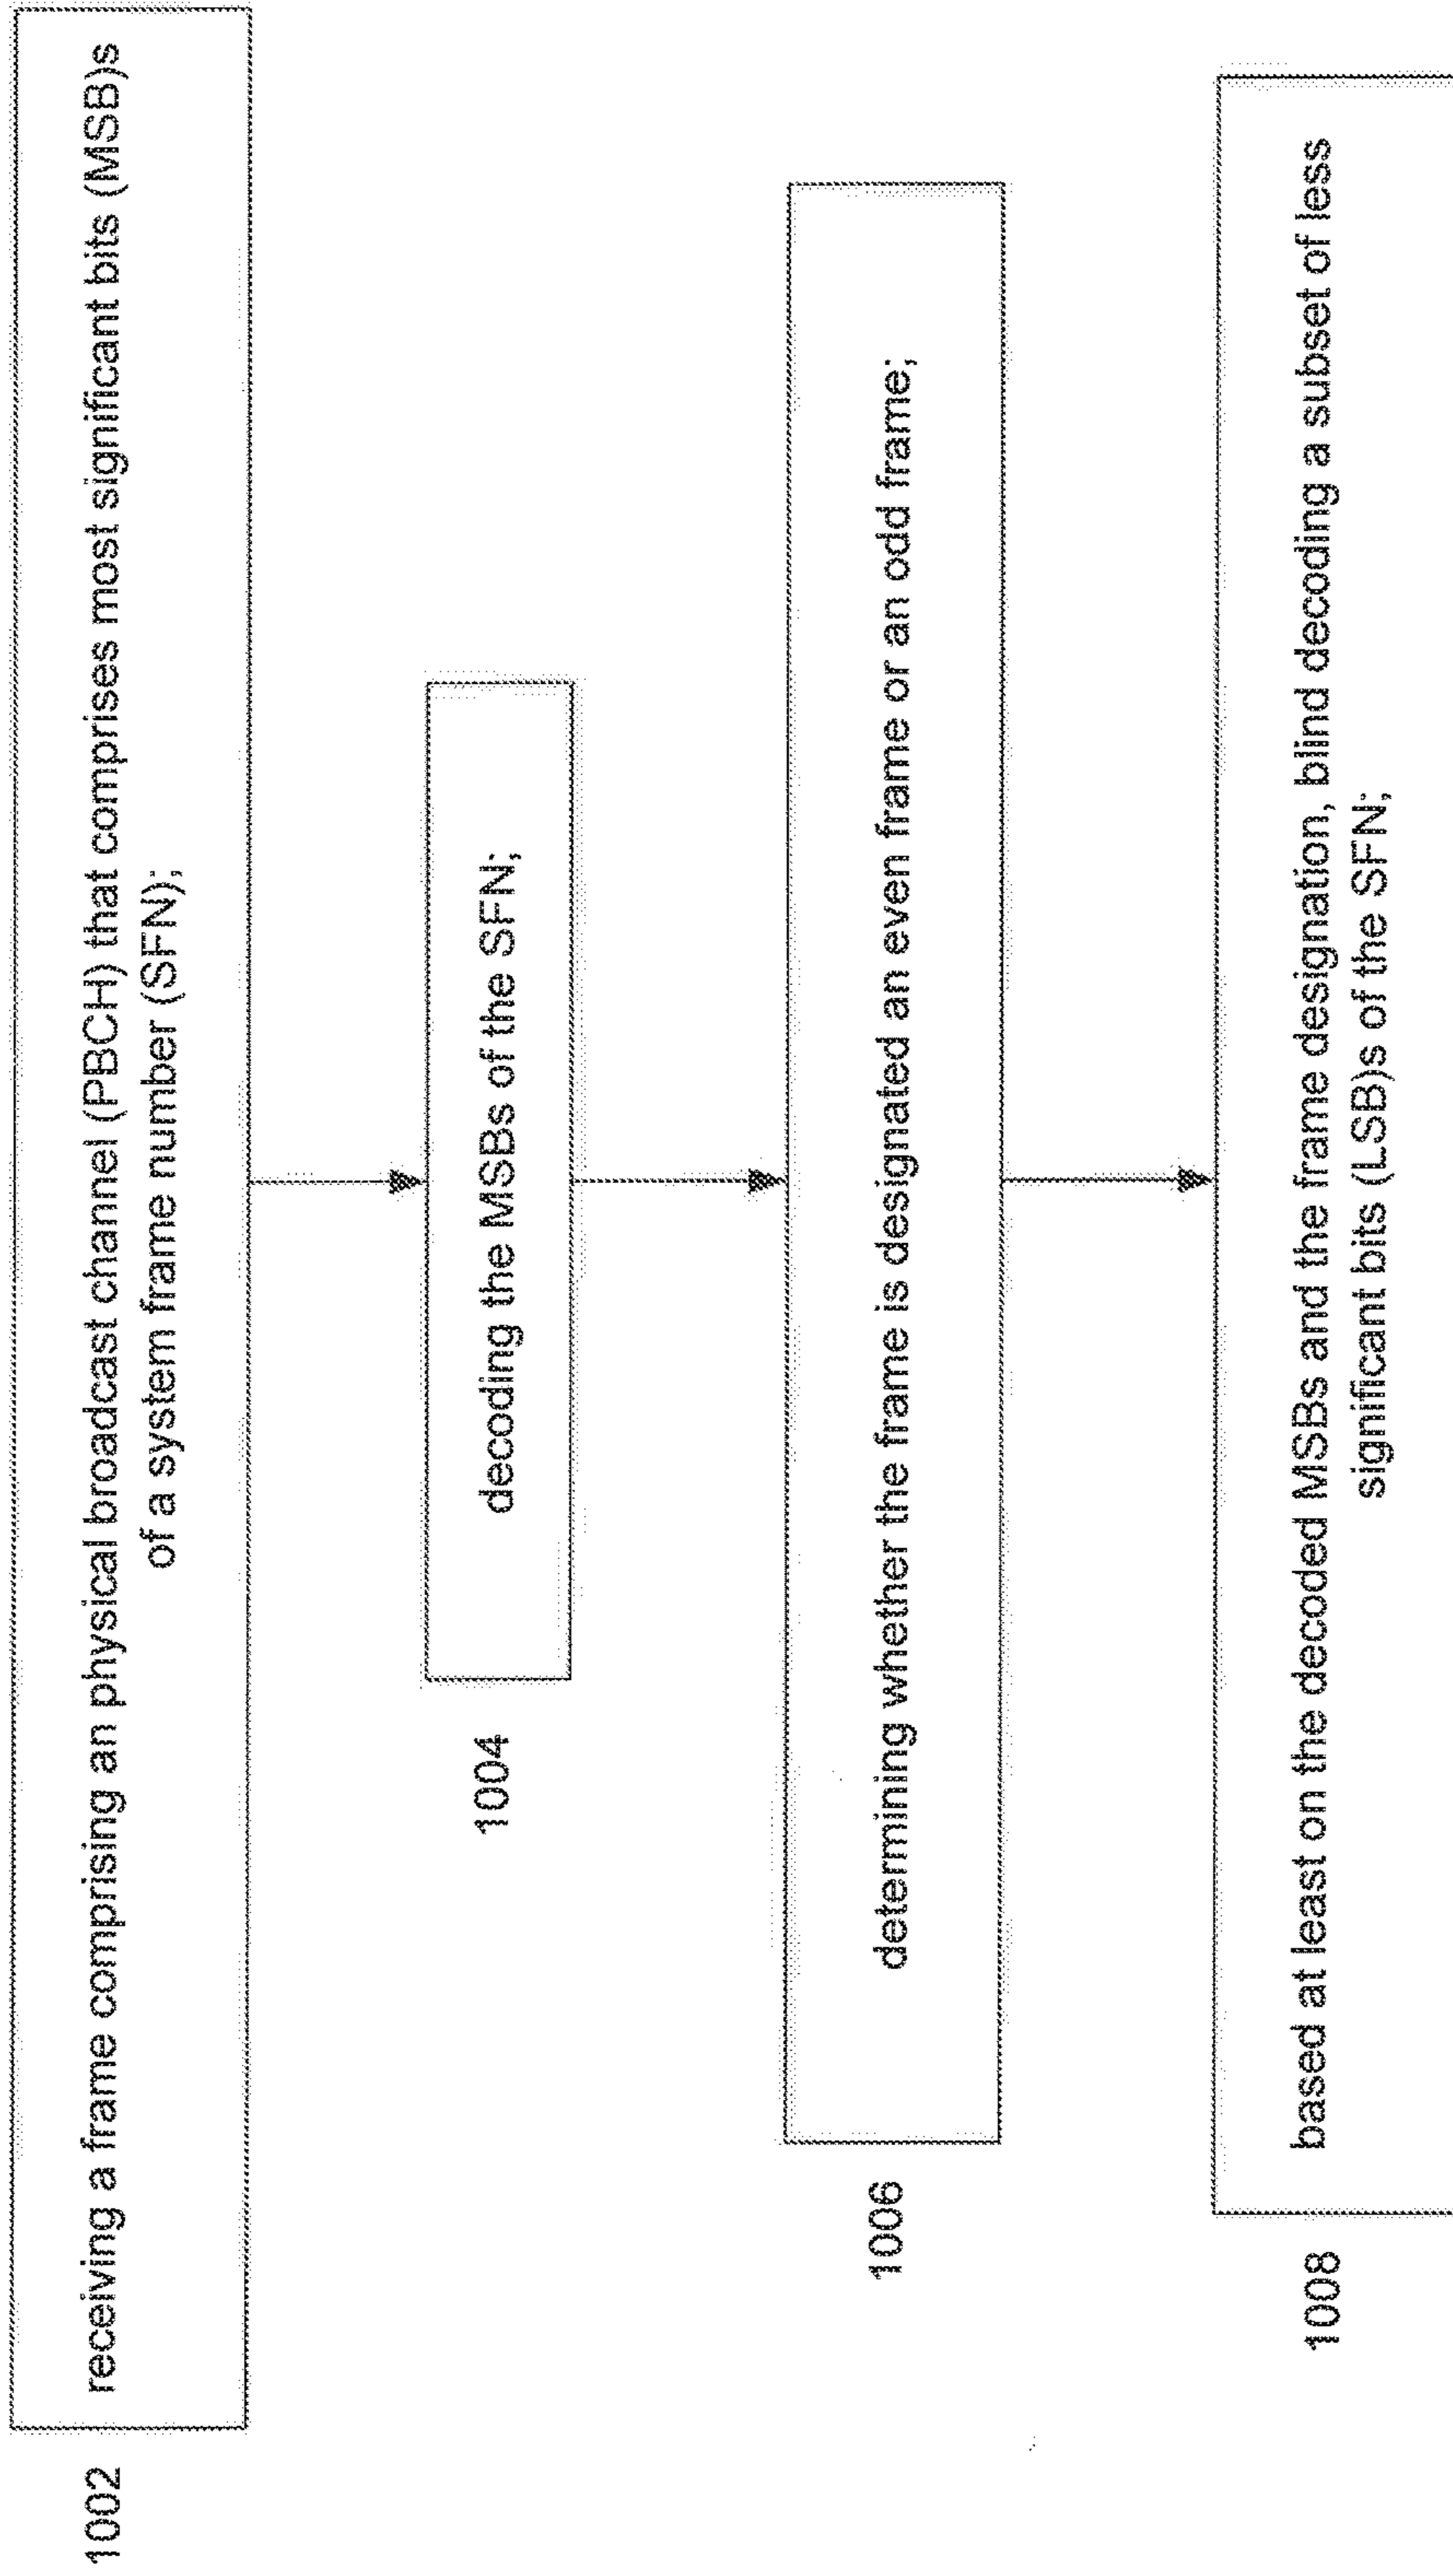 1002
receiving a frame comprising an physical broadcast channel (PBCH) that comprises most significant bits (MSB)s
of a system frame number (SFN);
1004
decoding the MSBs of the SFN;
1006
determining whether the frame is designated an even frame or an odd frame;
1008
based at least on the decoded MSBs and the frame designation, blind decoding a subset of less
significant bits (LSB)s of the SFN;